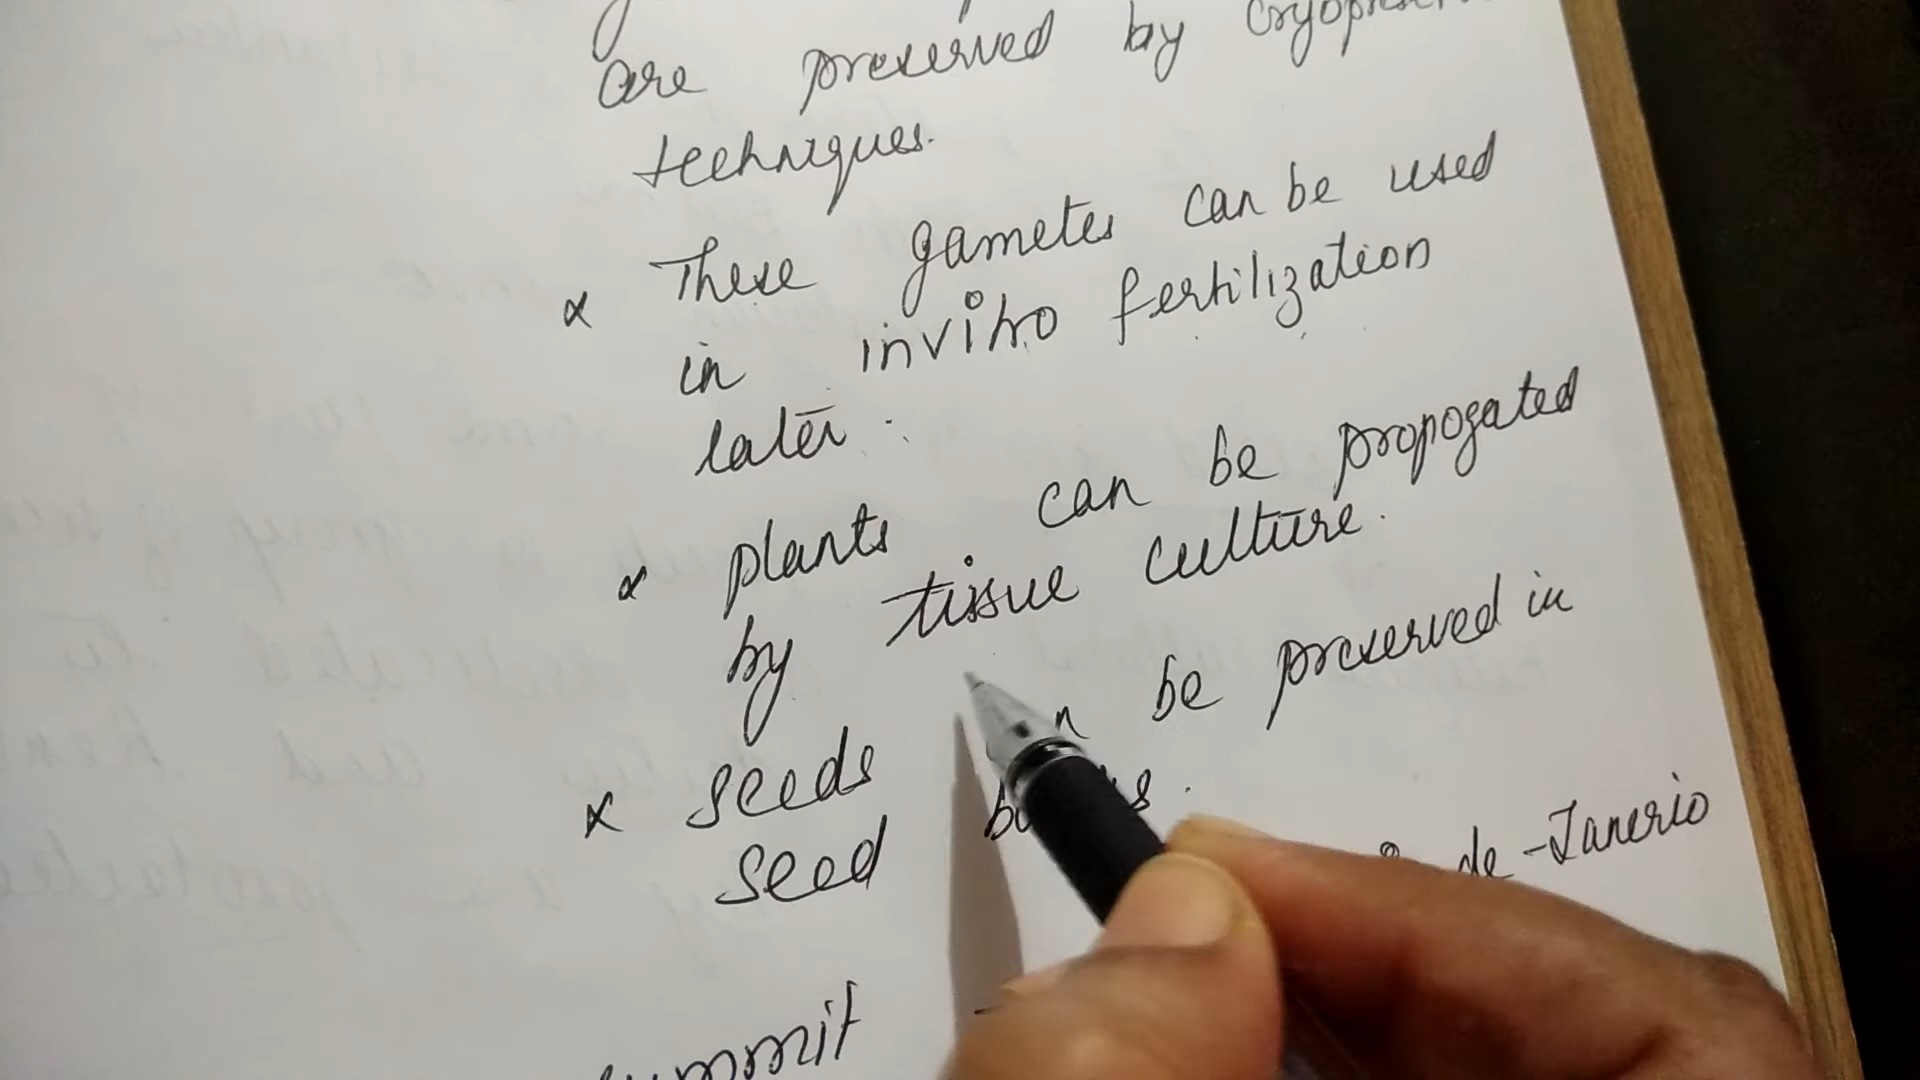 are preserved by
techniques.
These gametes can be used
in invitro fertilization
later.
plants can be propogated
by tissue culture.
seeds be preserved in
seed
de-Janerio